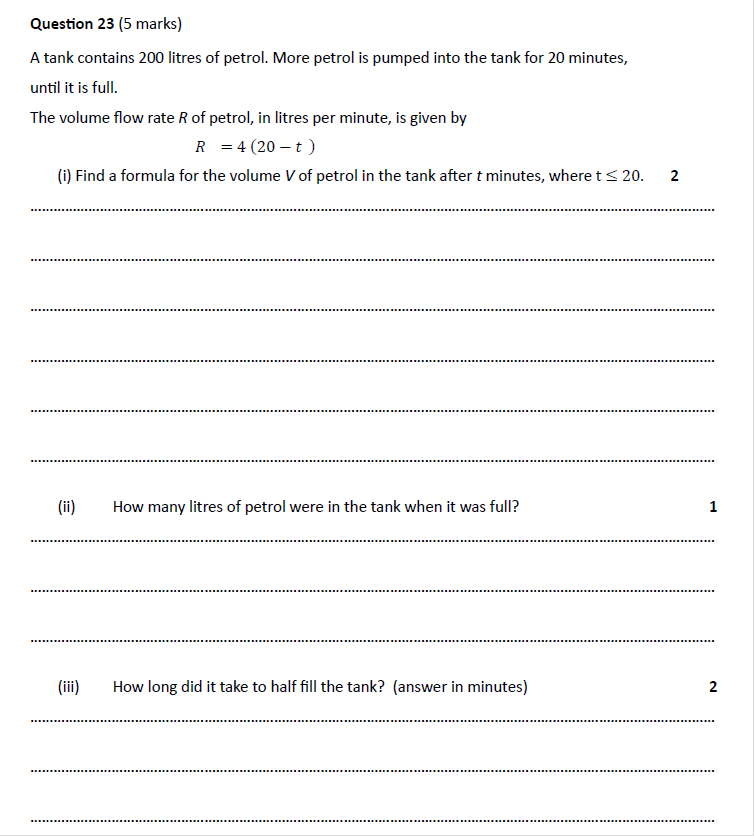 Question 23 (5 marks)
A tank contains 200 litres of petrol. More petrol is pumped into the tank for 20 minutes,
until it is full.
The volume flow rate R of petrol, in litres per minute, is given by
R = 4 (20 – t )
(i) Find a formula for the volume V of petrol in the tank after t minutes, where t ≤ 20. 2
(ii) How many litres of petrol were in the tank when it was full? 1
(iii) How long did it take to half fill the tank? (answer in minutes) 2